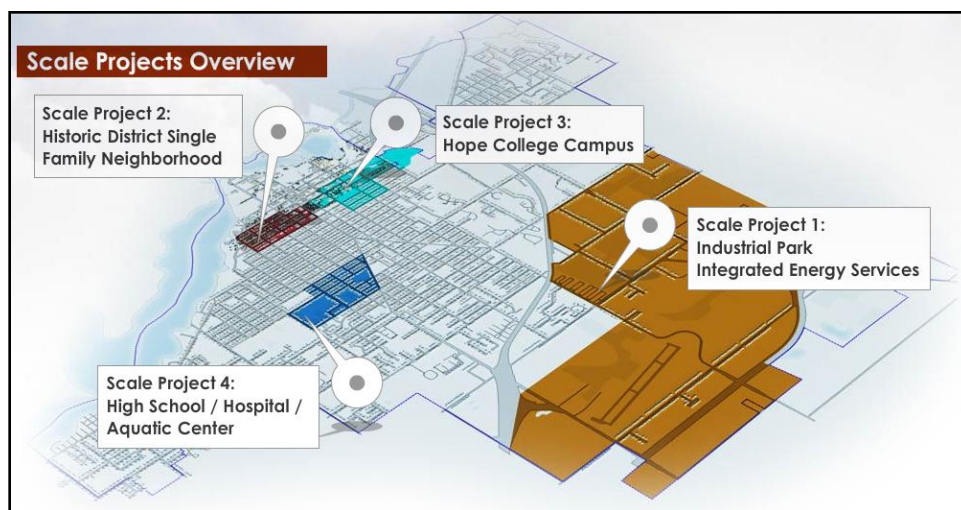 Scale Projects Overview
Scale Project 2:
Historic District Single
Family Neighborhood
Scale Project 3:
Hope College Campus
Scale Project 1:
Industrial Park
Integrated Energy Services
Scale Project 4:
High School / Hospital /
Aquatic Center